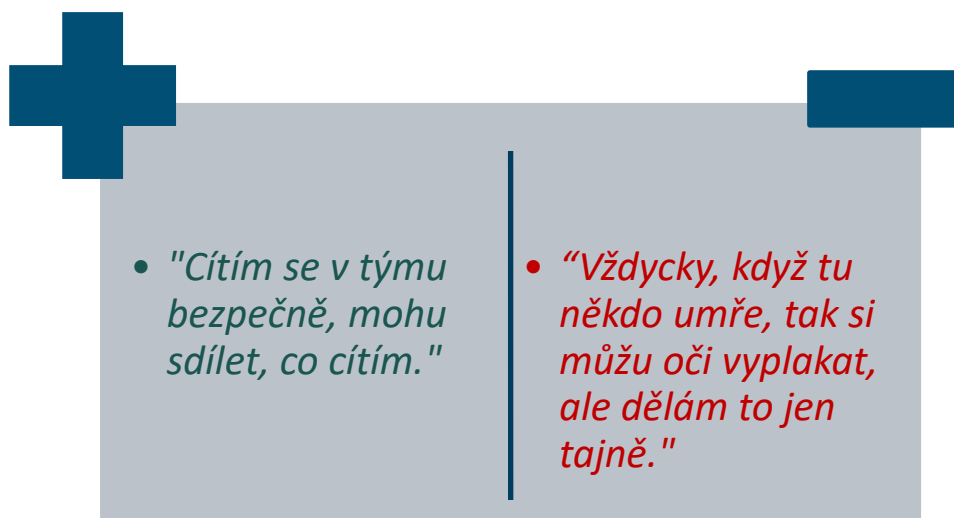 • "Cítím se v týmu
bezpečně, mohu
sdílet, co cítím."
• “Vždycky, když tu
někdo umře, tak si
můžu oči vyplakat,
ale dělám to jen
tajně."